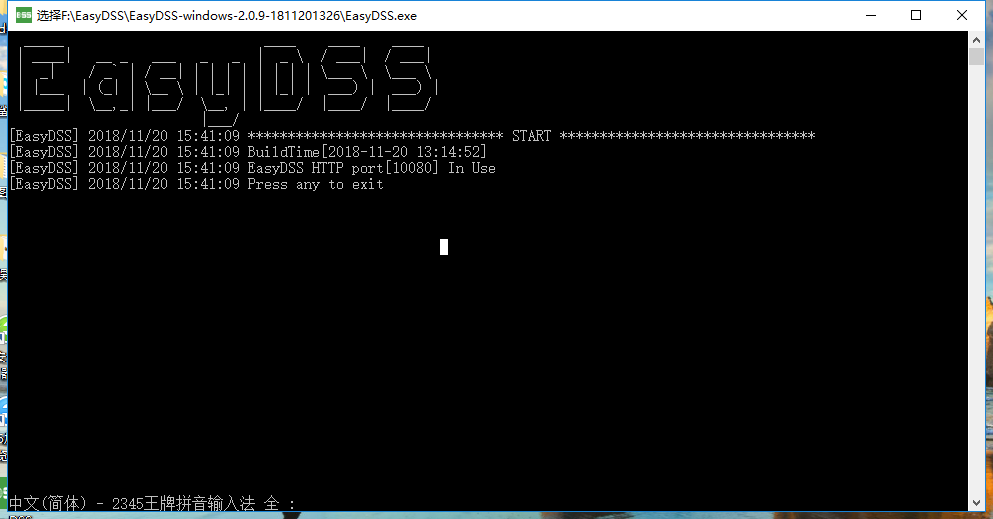 选择F:\EasyDSS\EasyDSS-windows-2.0.9-1811201326\EasyDSS.exe
EasyDSS
[EasyDSS] 2018/11/20 15:41:09 ******************************** START ********************************
[EasyDSS] 2018/11/20 15:41:09 BuildTime[2018-11-20 13:14:52]
[EasyDSS] 2018/11/20 15:41:09 EasyDSS HTTP port[10080] In Use
[EasyDSS] 2018/11/20 15:41:09 Press any to exit
中文(简体) - 2345王牌拼音输入法 全 :